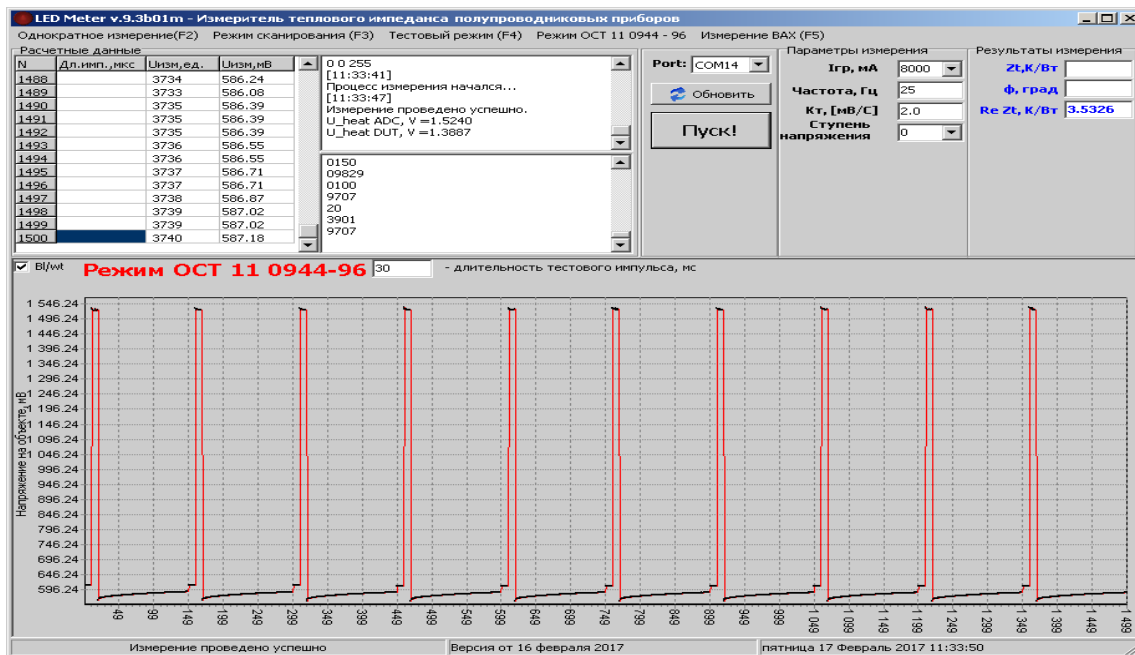 LED Meter v.9.3b01m - Измеритель теплового импеданса полупроводниковых приборов
Однократное измерение(F2) Режим сканирования (F3) Тестовый режим (F4) Режим ОСТ 11 0944 - 96 Измерение ВАХ (F5)
Расчетные данные
N Дл.имп.,мкс Uизм,ед. Uизм,мВ
1488 3734 586.24
1489 3733 586.08
1490 3735 586.39
1491 3735 586.39
1492 3735 586.39
1493 3736 586.55
1494 3736 586.55
1495 3737 586.71
1496 3737 586.71
1497 3738 586.87
1498 3739 587.02
1499 3739 587.02
1500 3740 587.18
0 0 255
[11:33:41]
Процесс измерения начался...
[11:33:47]
Измерение проведено успешно.
U_heat ADC, V =1.5240
U_heat DUT, V =1.3887
0150
09829
0100
9707
20
3901
9707
Port: COM14
Обновить
Пуск!
Параметры измерения
Iгр, мА 8000
Частота, Гц 25
Кт, [мВ/С] 2.0
Ступень напряжения 0
Результаты измерения
Zt,К/Вт
ф, град
Re Zt, К/Вт 3.5326
Bl/wt Режим ОСТ 11 0944-96 30 - длительность тестового импульса, мс
Напряжение на объекте, мВ
1 546.24
1 496.24
1 446.24
1 396.24
1 346.24
1 296.24
1 246.24
1 196.24
1 146.24
1 096.24
1 046.24
996.24
946.24
896.24
846.24
796.24
746.24
696.24
646.24
596.24
49 99 149 199 249 299 349 399 449 499 549 599 649 699 749 799 849 899 949 999 1 049 1 099 1 149 1 199 1 249 1 299 1 349 1 399 1 449 1 499
Измерение проведено успешно
Версия от 16 февраля 2017
пятница 17 Февраль 2017 11:33:50